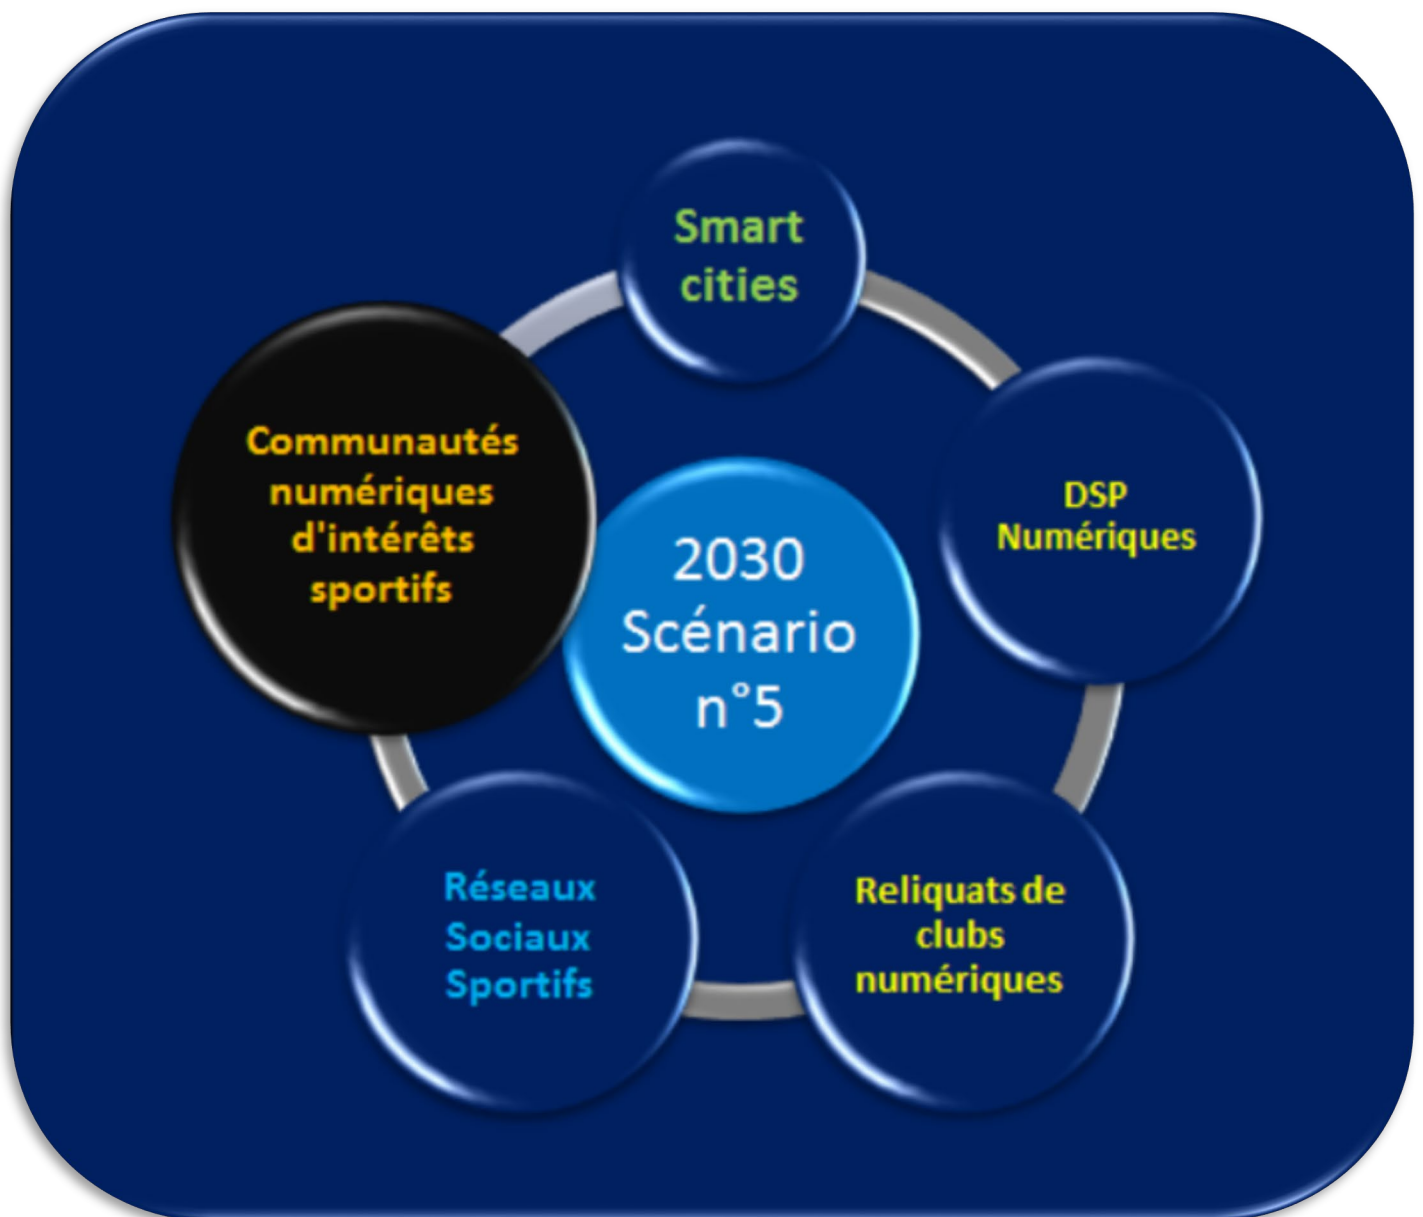 Smart
cities
Communautés
numériques
d'intérêts
sportifs
DSP
Numériques
2030
Scénario
n°5
Réseaux
Sociaux
Sportifs
Reliquats de
clubs
numériques